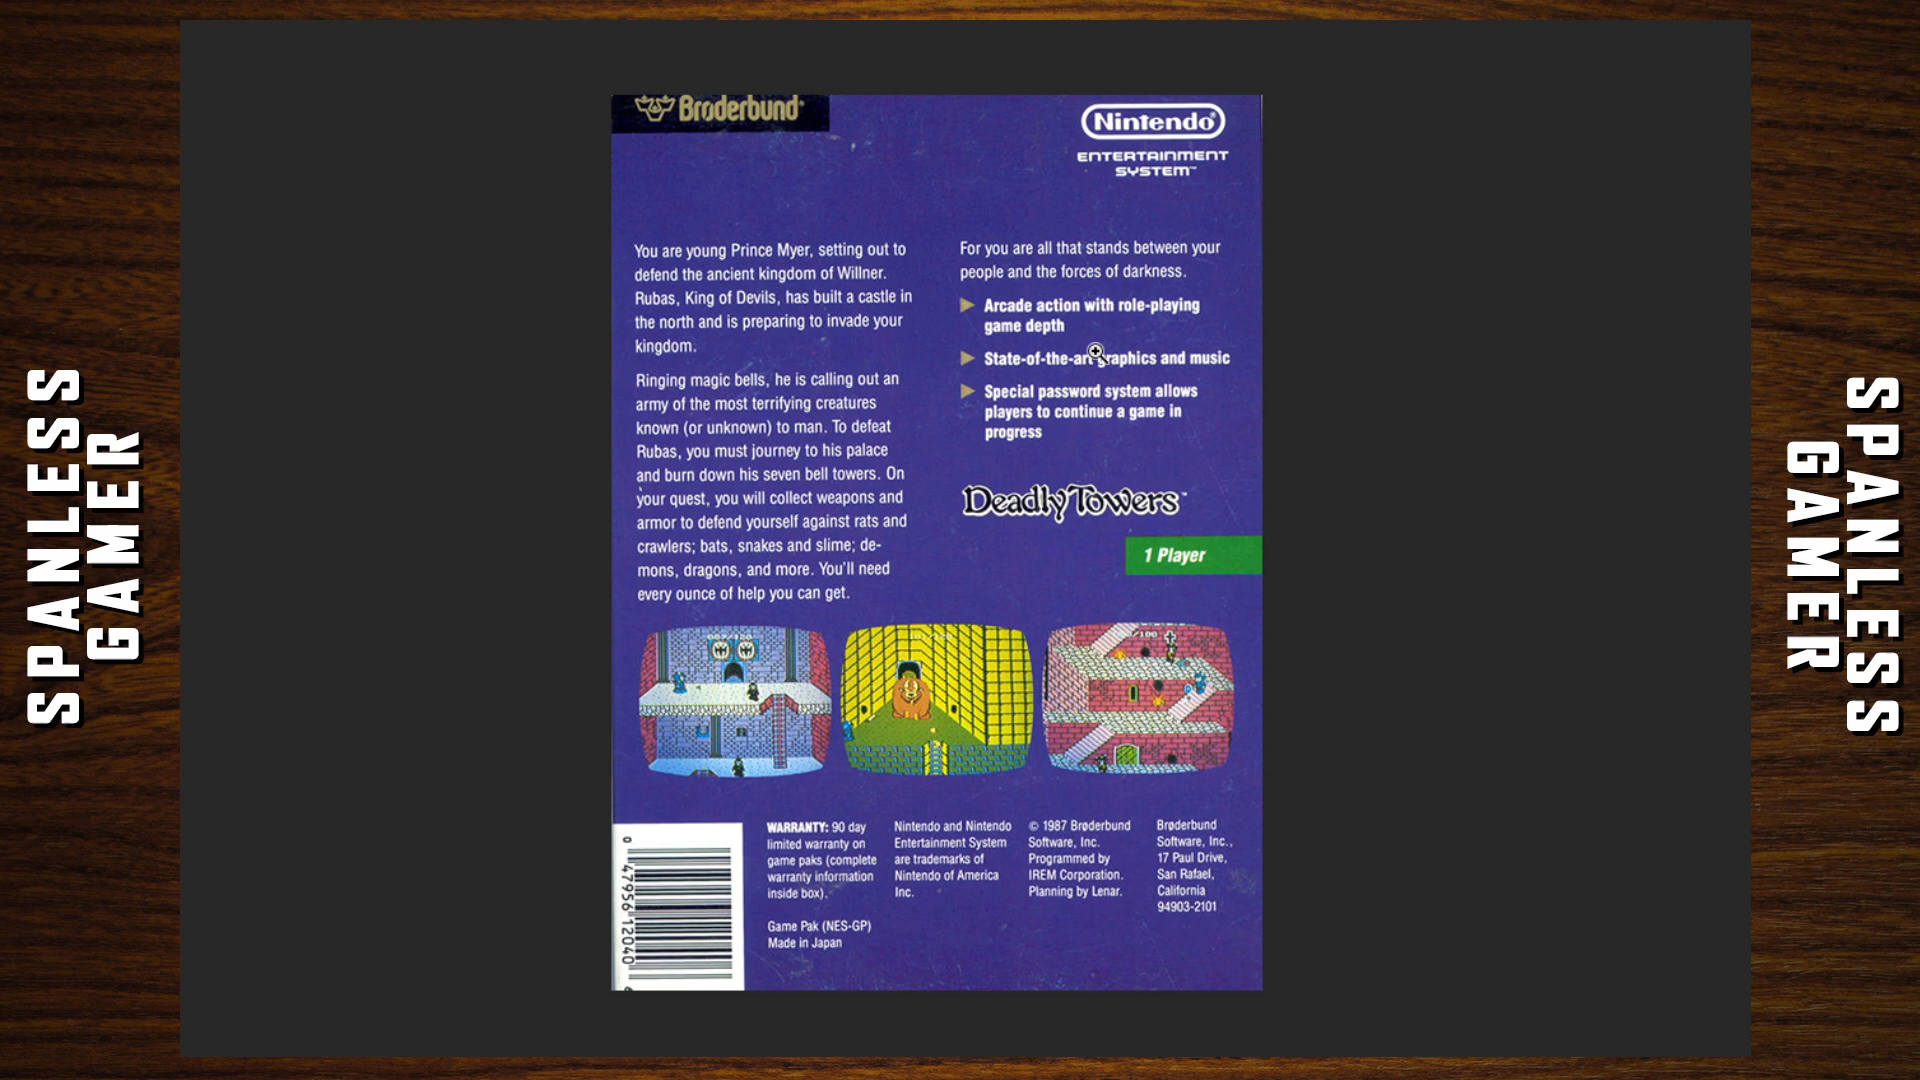 SPANLESS
GAMER
Brøderbund
Nintendo®
ENTERTAINMENT
SYSTEM™
You are young Prince Myer, setting out to
defend the ancient kingdom of Willner.
Rubas, King of Devils, has built a castle in
the north and is preparing to invade your
kingdom.
Ringing magic bells, he is calling out an
army of the most terrifying creatures
known (or unknown) to man. To defeat
Rubas, you must journey to his palace
and burn down his seven bell towers. On
your quest, you will collect weapons and
armor to defend yourself against rats and
crawlers; bats, snakes and slime; de-
mons, dragons, and more. You'll need
every ounce of help you can get.
For you are all that stands between your
people and the forces of darkness.
Arcade action with role-playing
game depth
State-of-the-art graphics and music
Special password system allows
players to continue a game in
progress
Deadly Towers™
1 Player
WARRANTY: 90 day
limited warranty on
game paks (complete
warranty information
inside box).
Game Pak (NES-GP)
Made in Japan
Nintendo and Nintendo
Entertainment System
are trademarks of
Nintendo of America
Inc.
© 1987 Brøderbund
Software, Inc.
Programmed by
IREM Corporation.
Planning by Lenar.
Brøderbund
Software, Inc.,
17 Paul Drive,
San Rafael,
California
94903-2101
0 47956 12040
SPANLESS
GAMER